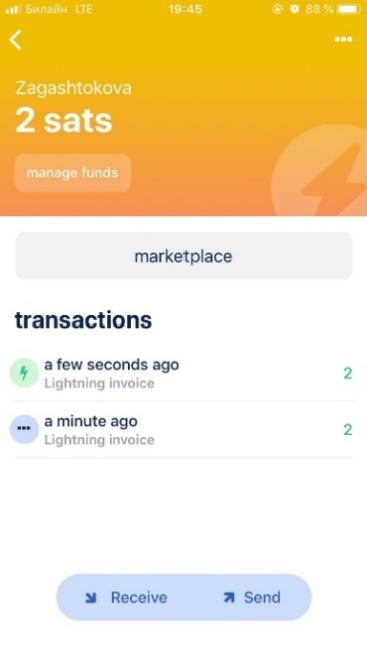 Билайн LTE 19:45 88 %
Zagashtokova
2 sats
manage funds
marketplace
transactions
a few seconds ago 2
Lightning invoice
a minute ago 2
Lightning invoice
Receive Send